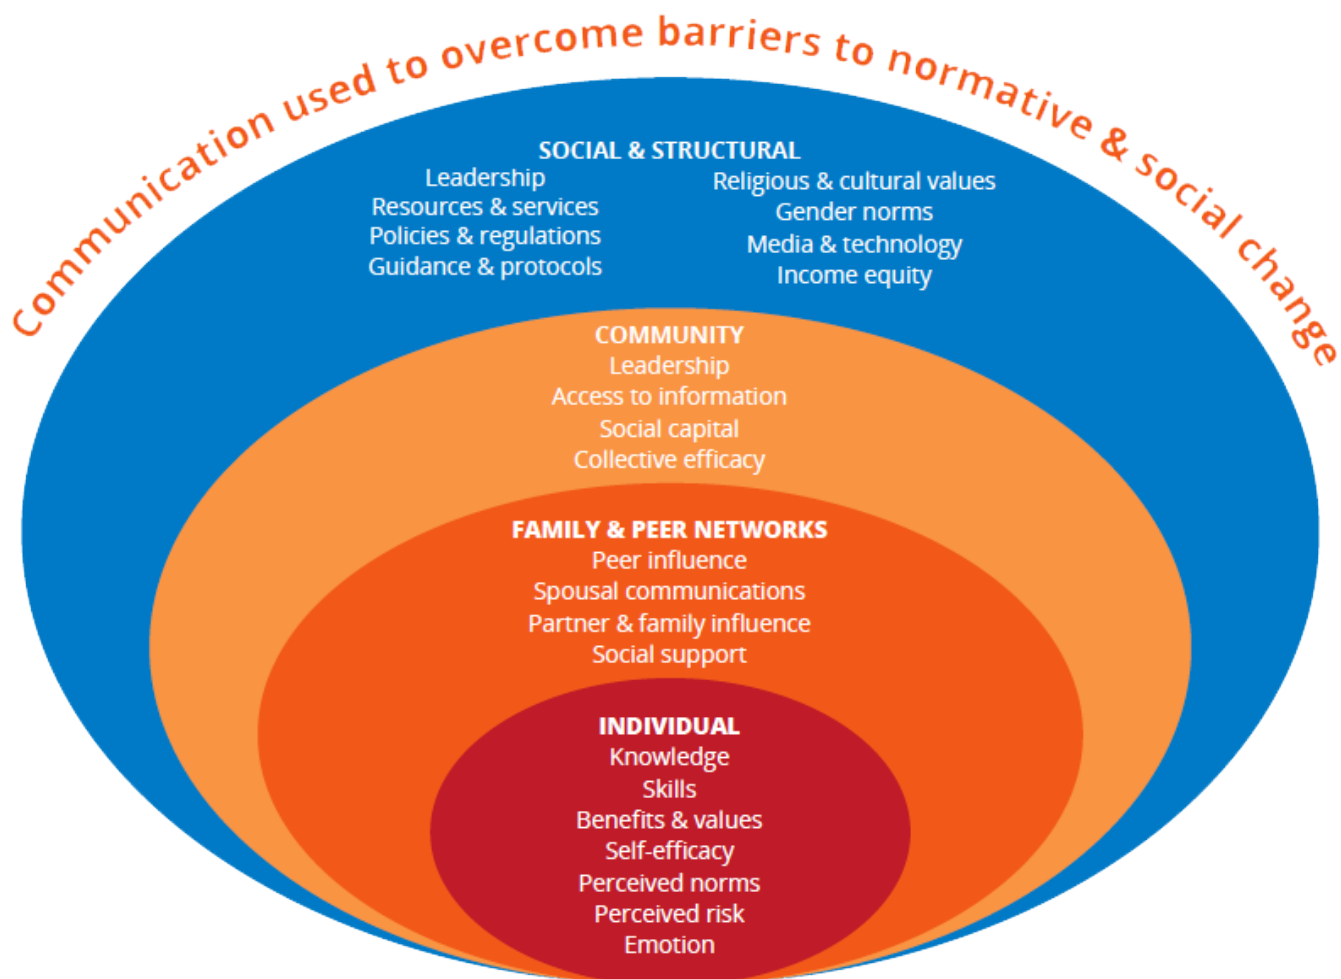 Communication used to overcome barriers to normative & social change
SOCIAL & STRUCTURAL
Leadership
Resources & services
Policies & regulations
Guidance & protocols
Religious & cultural values
Gender norms
Media & technology
Income equity
COMMUNITY
Leadership
Access to information
Social capital
Collective efficacy
FAMILY & PEER NETWORKS
Peer influence
Spousal communications
Partner & family influence
Social support
INDIVIDUAL
Knowledge
Skills
Benefits & values
Self-efficacy
Perceived norms
Perceived risk
Emotion